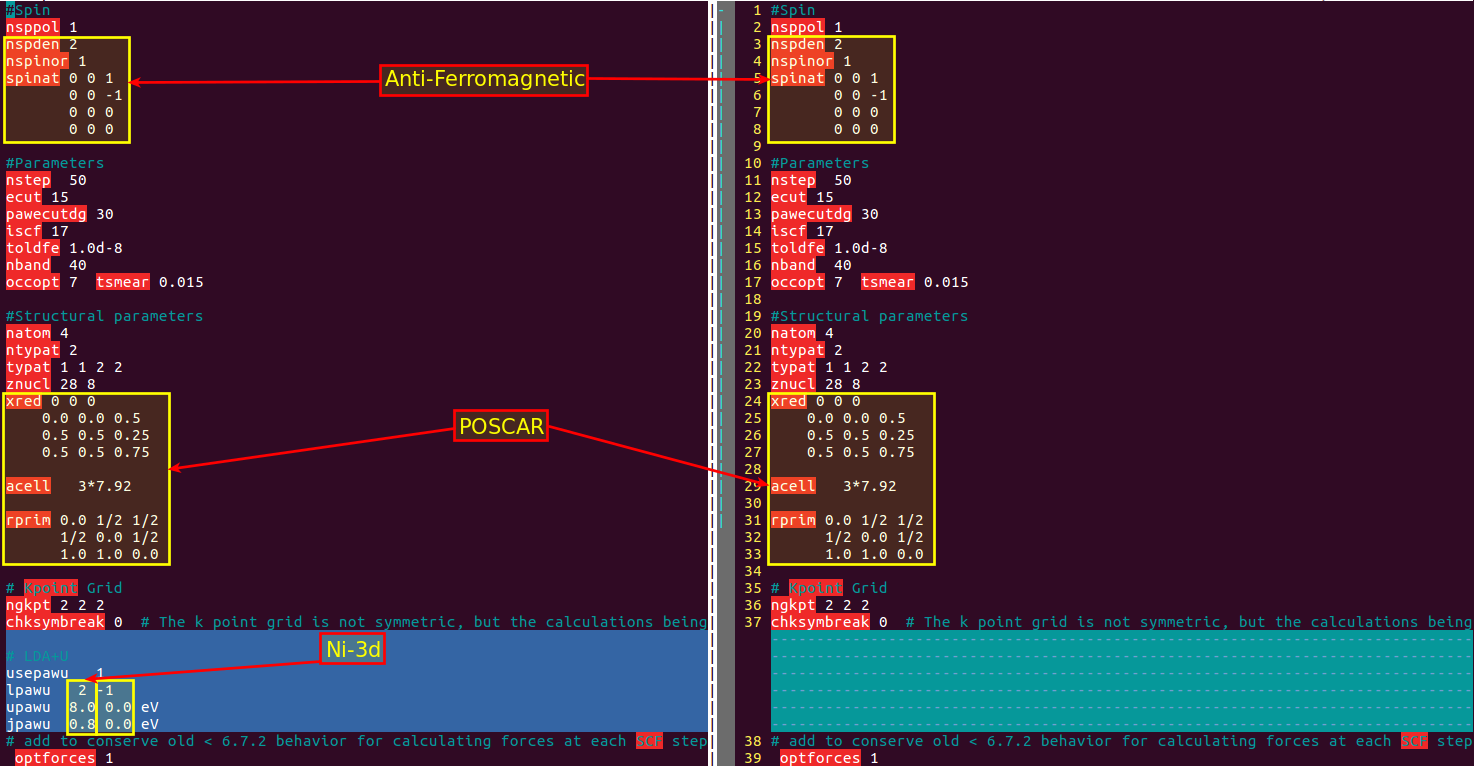 #Spin
nsppol 1
nspden 2
nspinor 1
spinat 0 0 1
0 0 -1
0 0 0
0 0 0
#Parameters
nstep 50
ecut 15
pawecutdg 30
iscf 17
toldfe 1.0d-8
nband 40
occopt 7 tsmear 0.015
#Structural parameters
natom 4
ntypat 2
typat 1 1 2 2
znucl 28 8
xred 0 0 0
0.0 0.0 0.5
0.5 0.5 0.25
0.5 0.5 0.75
acell 3*7.92
rprim 0.0 1/2 1/2
1/2 0.0 1/2
1.0 1.0 0.0
# Kpoint Grid
ngkpt 2 2 2
chksymbreak 0 # The k point grid is not symmetric, but the calculations being
# LDA+U
usepawu 1
lpawu 2 -1
upawu 8.0 0.0 eV
jpawu 0.8 0.0 eV
# add to conserve old < 6.7.2 behavior for calculating forces at each SCF step
optforces 1
Anti-Ferromagnetic
POSCAR
Ni-3d
1 #Spin
2 nsppol 1
3 nspden 2
4 nspinor 1
5 spinat 0 0 1
6 0 0 -1
7 0 0 0
8 0 0 0
9
10 #Parameters
11 nstep 50
12 ecut 15
13 pawecutdg 30
14 iscf 17
15 toldfe 1.0d-8
16 nband 40
17 occopt 7 tsmear 0.015
18
19 #Structural parameters
20 natom 4
21 ntypat 2
22 typat 1 1 2 2
23 znucl 28 8
24 xred 0 0 0
25 0.0 0.0 0.5
26 0.5 0.5 0.25
27 0.5 0.5 0.75
28
29 acell 3*7.92
30
31 rprim 0.0 1/2 1/2
32 1/2 0.0 1/2
33 1.0 1.0 0.0
34
35 # Kpoint Grid
36 ngkpt 2 2 2
37 chksymbreak 0 # The k point grid is not symmetric, but the calculations being
38 # add to conserve old < 6.7.2 behavior for calculating forces at each SCF step
39 optforces 1